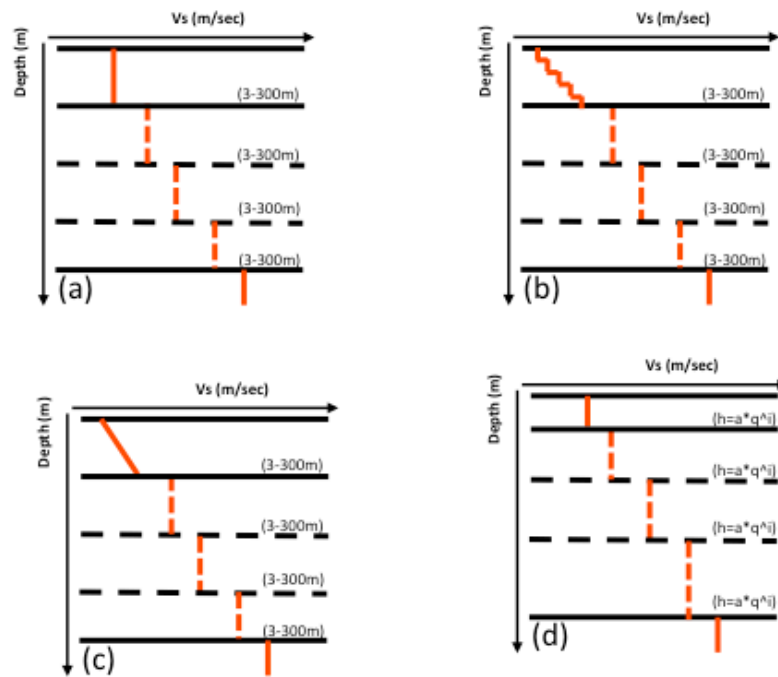 Vs (m/sec)
Depth (m)
(3-300m)
(3-300m)
(3-300m)
(3-300m)
(a)
Vs (m/sec)
Depth (m)
(3-300m)
(3-300m)
(3-300m)
(3-300m)
(b)
Vs (m/sec)
Depth (m)
(3-300m)
(3-300m)
(3-300m)
(3-300m)
(c)
Vs (m/sec)
Depth (m)
(h=a*q^i)
(h=a*q^i)
(h=a*q^i)
(h=a*q^i)
(d)